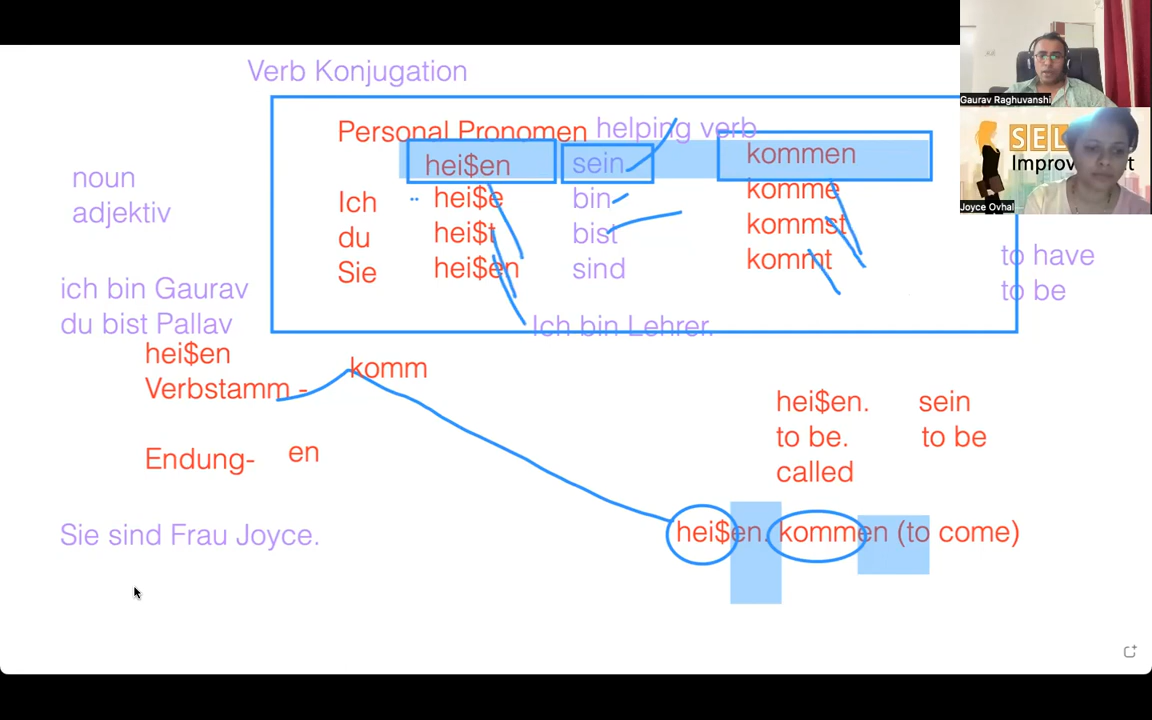 Verb Konjugation
Personal Pronomen helping verb
hei$en sein kommen
Ich hei$e bin komme
du hei$t bist kommst
Sie hei$en sind kommt
Ich bin Lehrer.
noun
adjektiv
ich bin Gaurav
du bist Pallav
hei$en
Verbstamm - komm
Endung- en
Sie sind Frau Joyce.
to have
to be
hei$en. sein
to be. to be
called
hei$en. kommen (to come)
Gaurav Raghuvanshi
Joyce Ovhal